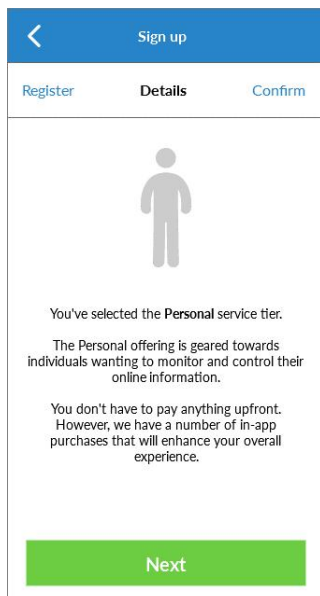 Sign up
Register Details Confirm
You've selected the Personal service tier.
The Personal offering is geared towards
individuals wanting to monitor and control their
online information.
You don't have to pay anything upfront.
However, we have a number of in-app
purchases that will enhance your overall
experience.
Next